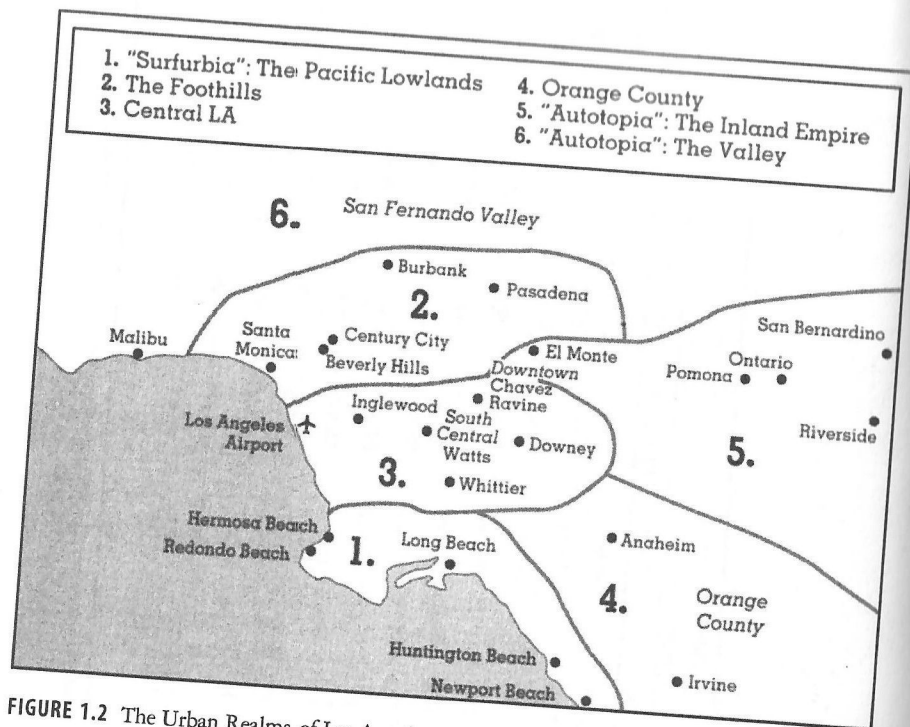 1. "Surfurbia": The Pacific Lowlands
2. The Foothills
3. Central LA
4. Orange County
5. "Autotopia": The Inland Empire
6. "Autotopia": The Valley
6.
San Fernando Valley
Burbank
2.
Pasadena
San Bernardino
Malibu
Santa
Monica
Century City
Beverly Hills
El Monte
Downtown
Chavez
Ravine
Ontario
Pomona
Riverside
5.
Los Angeles
Airport
Inglewood
South
Central
Watts
Downey
3.
Whittier
Hermosa Beach
Redondo Beach
1.
Long Beach
Anaheim
4.
Orange
County
Huntington Beach
Newport Beach
Irvine
FIGURE 1.2 The Urban Realms of